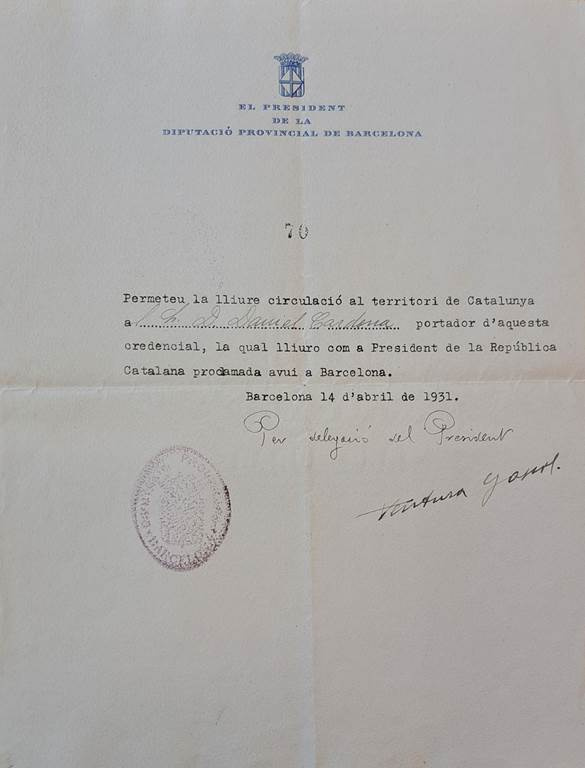 EL PRESIDENT
DE LA
DIPUTACIÓ PROVINCIAL DE BARCELONA
70
Permeteu la lliure circulació al territori de Catalunya
a D. Daniel Cardona portador d'aquesta
credencial, la qual lliuro com a President de la República
Catalana proclamada avui a Barcelona.
Barcelona 14 d'abril de 1931.
Per delegació del President
Ventura Gassol
BARCELONA